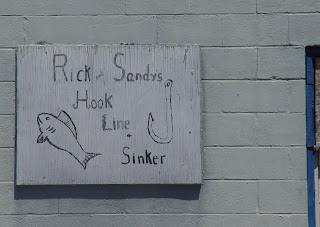 Rick & Sandys
Hook
Line &
Sinker